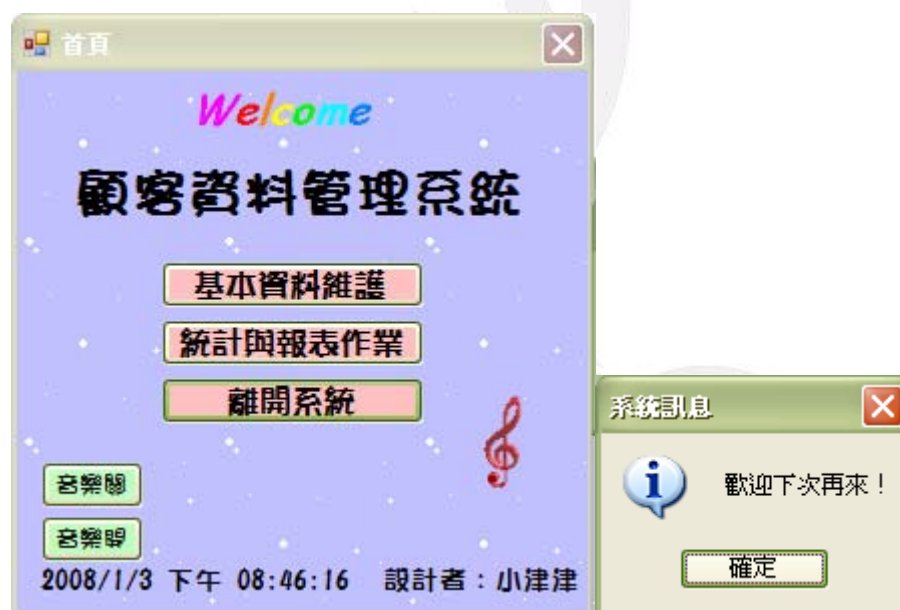 首頁
Welcome
顧客資料管理系統
基本資料維護
統計與報表作業
離開系統
音樂關
音樂開
2008/1/3 下午 08:46:16 設計者：小津津
系統訊息
歡迎下次再來！
確定